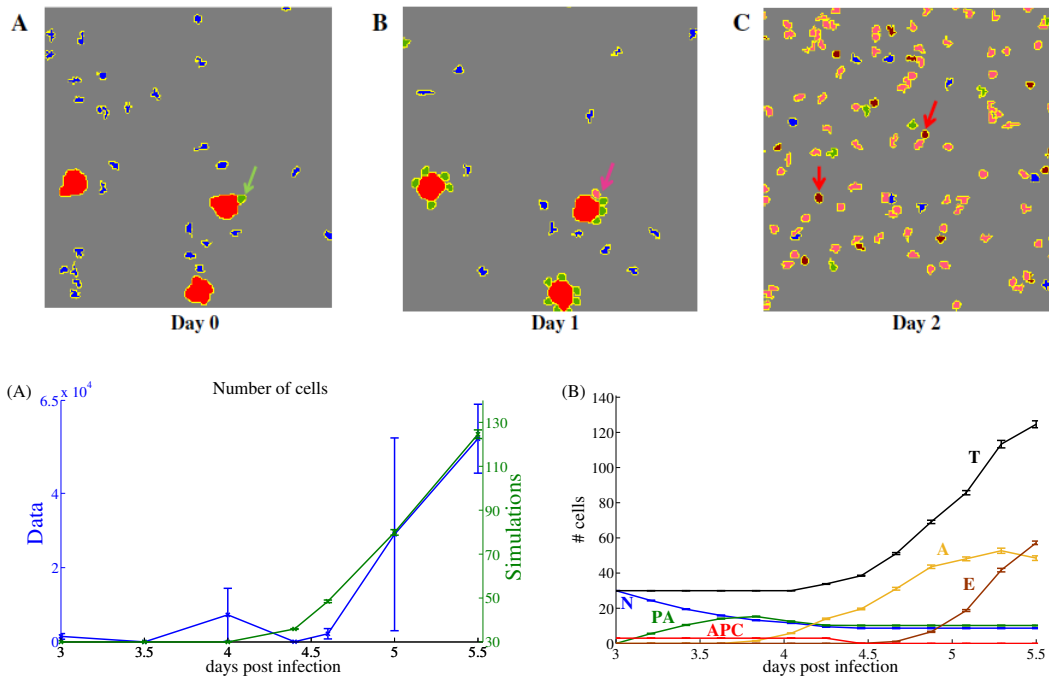 A
B
C
Day 0
Day 1
Day 2
(A)
Number of cells
x 10^4
6.5
4
2
0
Data
130
110
90
70
50
30
Simulations
3
3.5
4
4.5
5
5.5
days post infection
(B)
140
120
100
80
60
40
20
0
# cells
T
A
E
N
PA
APC
3
3.5
4
4.5
5
5.5
days post infection